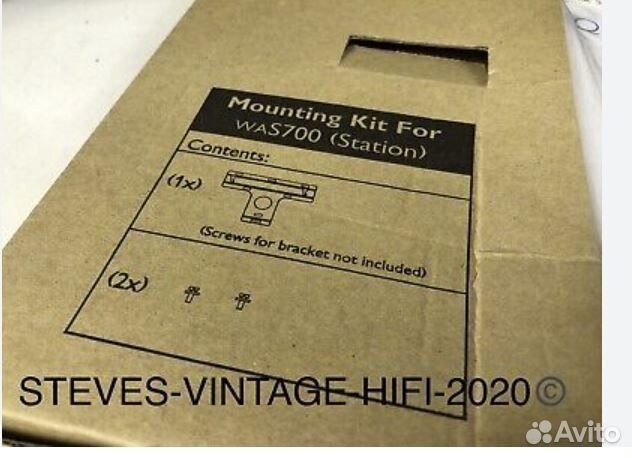 Mounting Kit For
WAS700 (Station)
Contents:
(1x)
(Screws for bracket not included)
(2x)
STEVES-VINTAGE-HIFI-2020©
Avito